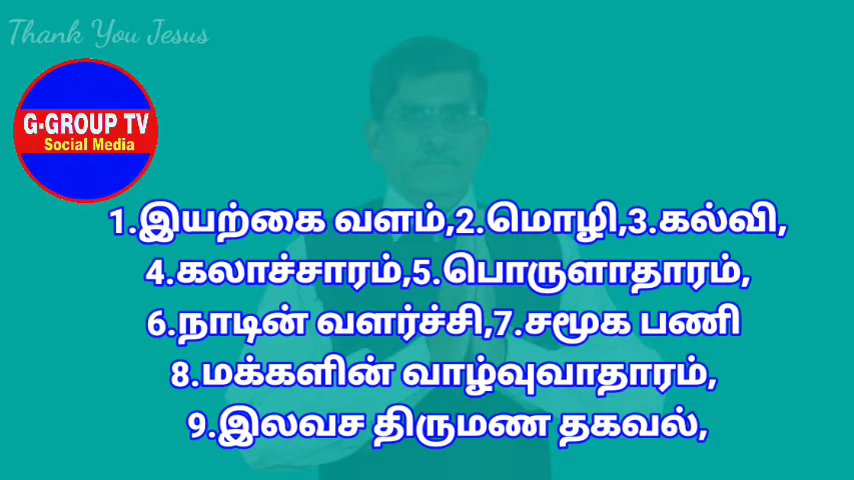 Thank You Jesus
G-GROUP TV
Social Media
1.இயற்கை வளம்,2.மொழி,3.கல்வி,
4.கலாச்சாரம்,5.பொருளாதாரம்,
6.நாடின் வளர்ச்சி,7.சமூக பணி
8.மக்களின் வாழ்வுவாதாரம்,
9.இலவச திருமண தகவல்,